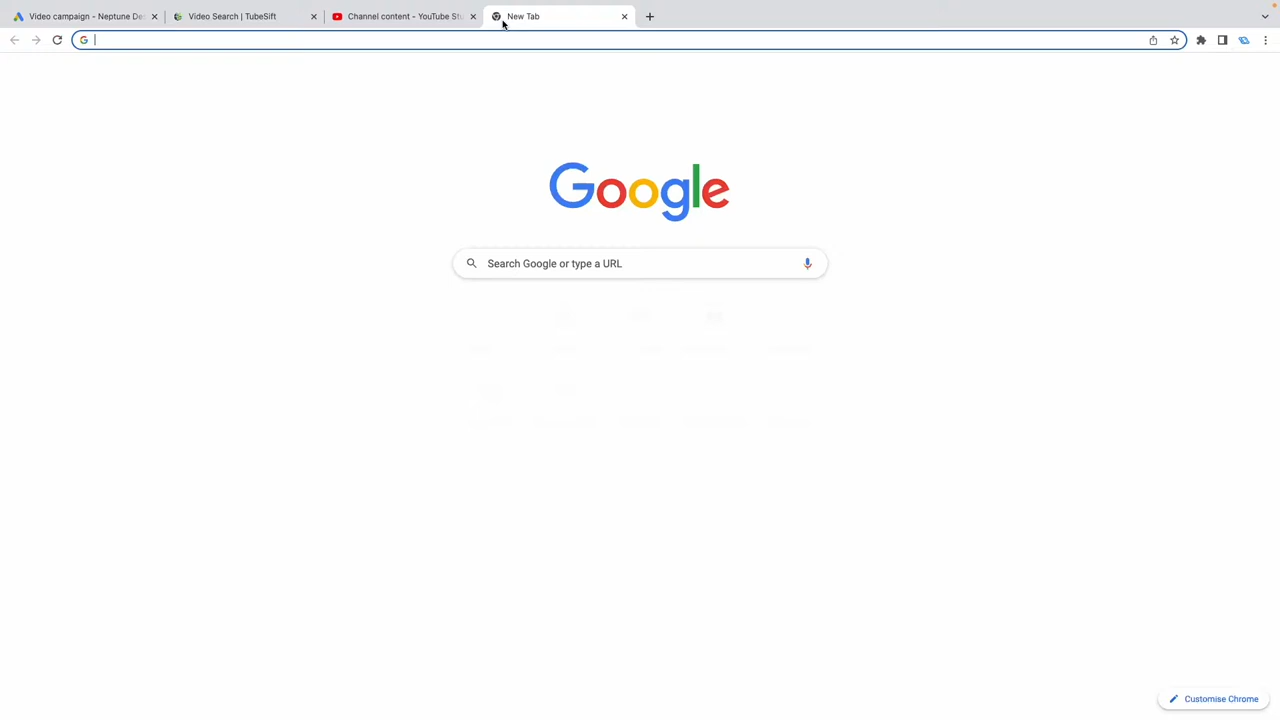 Video campaign - Neptune De
Video Search | TubeSift
Channel content - YouTube Stu
New Tab
Google
Search Google or type a URL
Customise Chrome